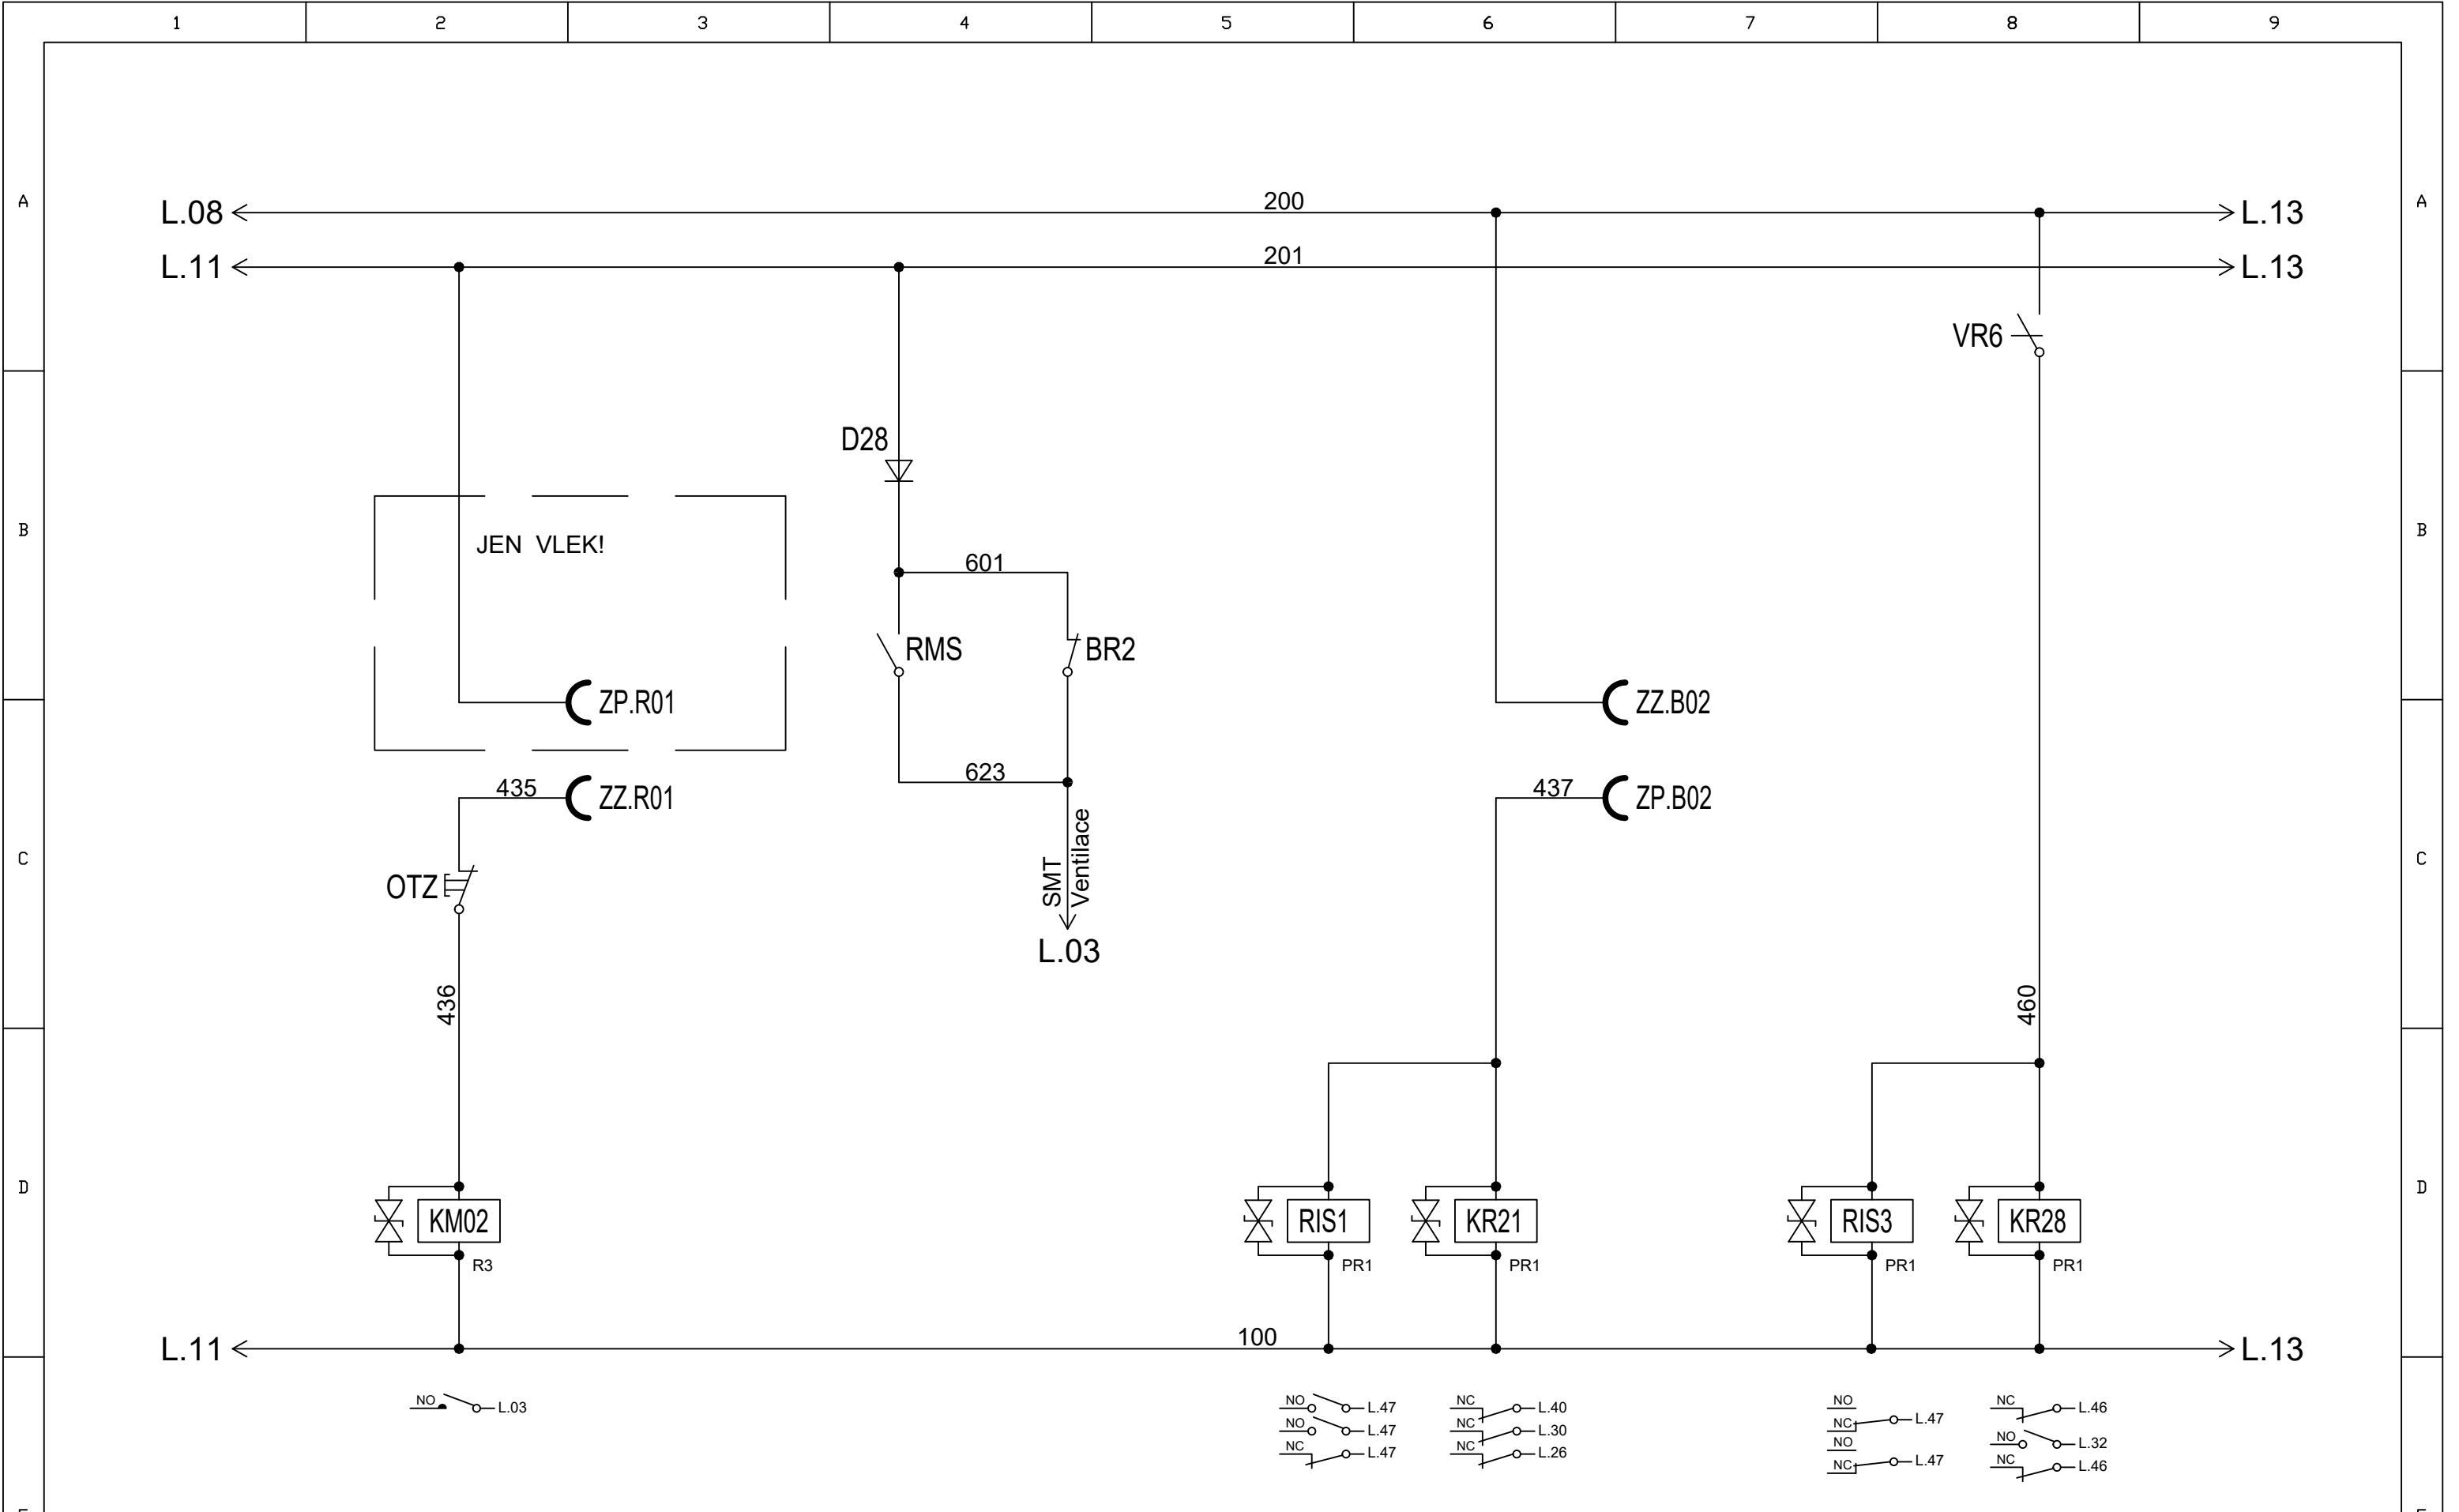 1 2 3 4 5 6 7 8 9
A A
L.08 200 L.13
L.11 201 L.13
VR6
D28
B B
JEN VLEK!
601
RMS BR2
ZP.R01 ZZ.B02
623
435 ZZ.R01 437 ZP.B02
C C
OTZ
SMT
Ventilace
L.03
436 460
D D
KM02 RIS1 KR21 RIS3 KR28
R3 PR1 PR1 PR1 PR1
L.11 100 L.13
NO L.03
NO L.47
NO L.47
NC L.47
NC L.40
NC L.30
NC L.26
NO
NC L.47
NO
NC L.47
NC L.46
NO L.32
NC L.46